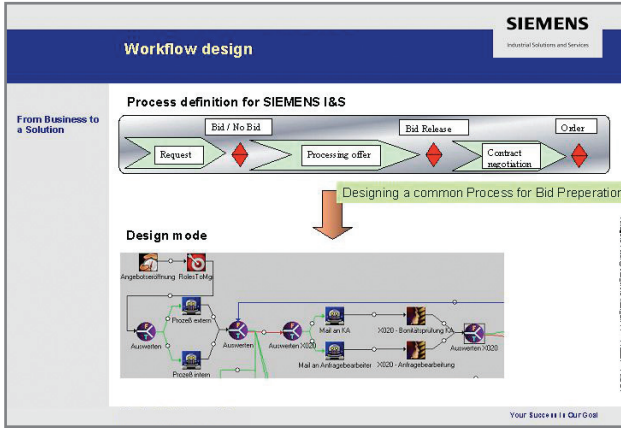 SIEMENS
Industrial Solutions and Services
Workflow design
From Business to
a Solution
Process definition for SIEMENS I&S
Bid / No Bid
Bid Release
Order
Request
Processing offer
Contract
negotiation
Designing a common Process for Bid Preperation
Design mode
Angebotseröffnung
RolesToMgr
Prozeß extern
Auswerten
Auswerten
Prozeß intern
Auswerten X020
Mail an KA
X020 - Bonitätsprüfung KA
Mail an Antragebearbeiter
X020 - Antragebearbeitung
Auswerten X020
Your Success is Our Goal